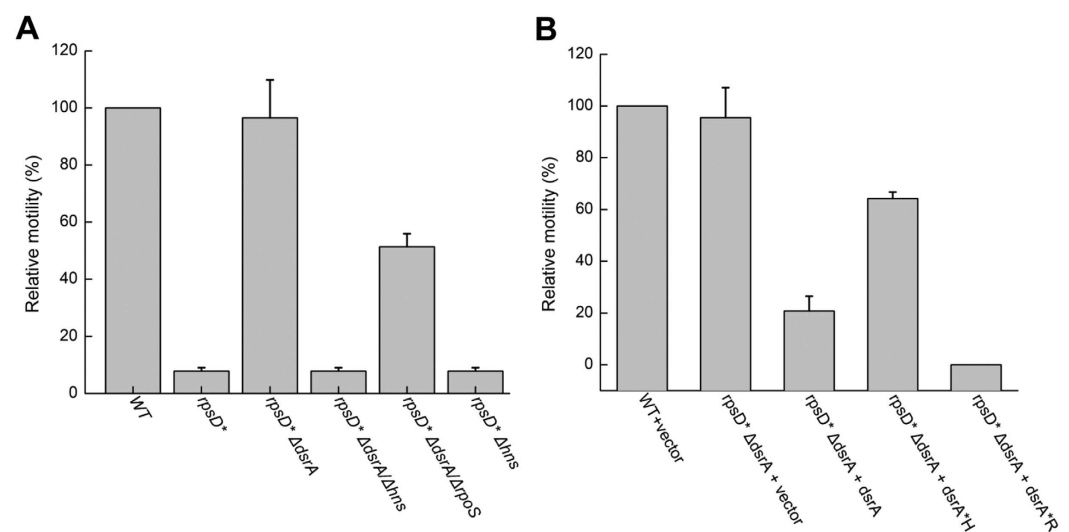 A
Relative motility (%)
120
100
80
60
40
20
0
WT
rpsD*
rpsD* ΔdsrA
rpsD* ΔdsrA/Δhns
rpsD* ΔdsrA/ΔrpoS
rpsD* Δhns
B
Relative motility (%)
120
100
80
60
40
20
0
WT+vector
rpsD* ΔdsrA + vector
rpsD* ΔdsrA + dsrA
rpsD* ΔdsrA + dsrA*H
rpsD* ΔdsrA + dsrA*R